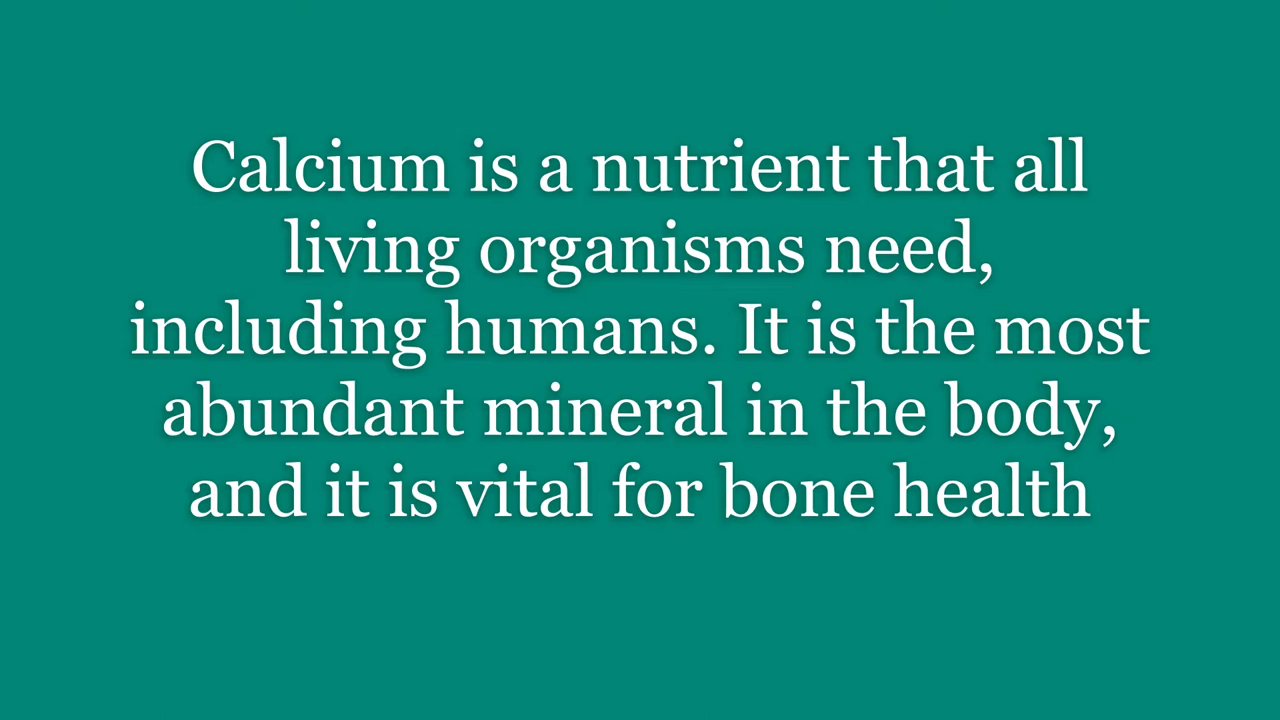 Calcium is a nutrient that all
living organisms need,
including humans. It is the most
abundant mineral in the body,
and it is vital for bone health